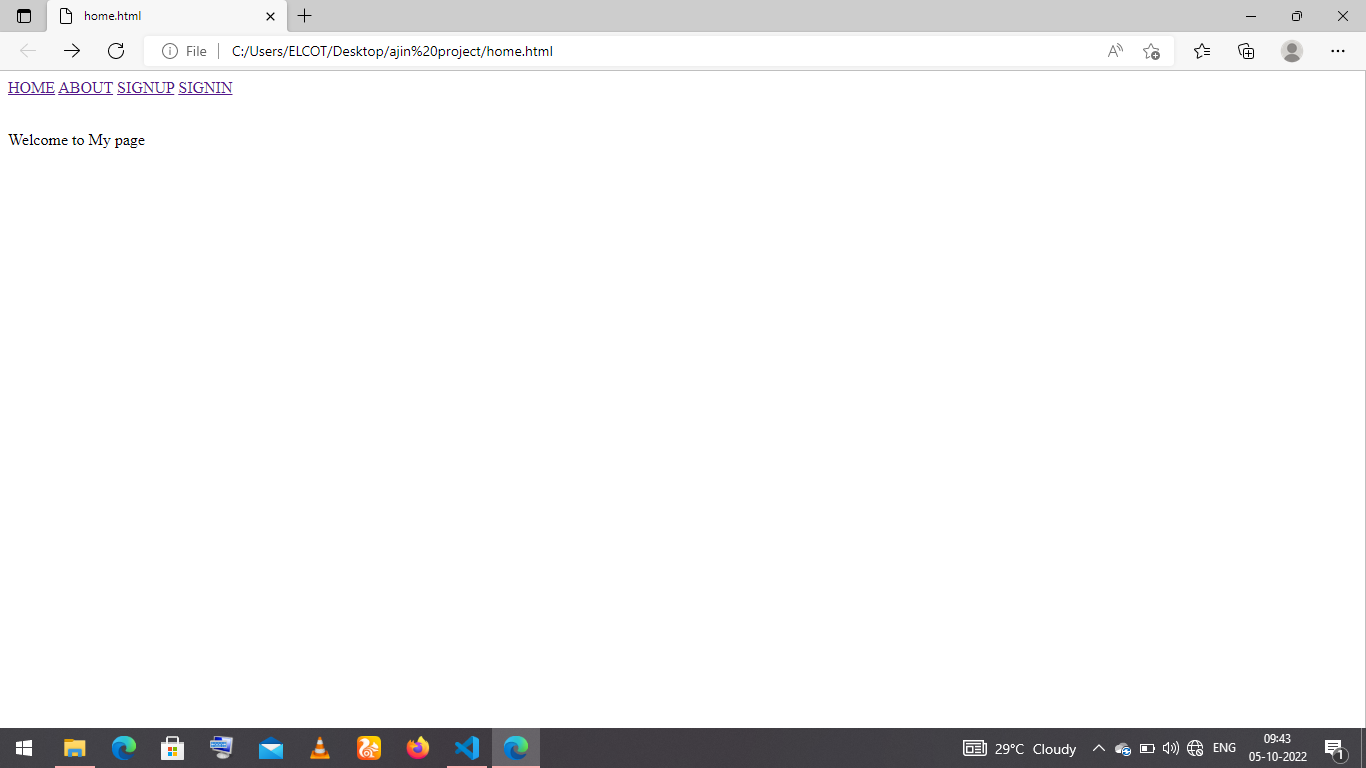 home.html
File C:/Users/ELCOT/Desktop/ajin%20project/home.html
HOME ABOUT SIGNUP SIGNIN
Welcome to My page
29°C Cloudy ENG 09:43
05-10-2022
1